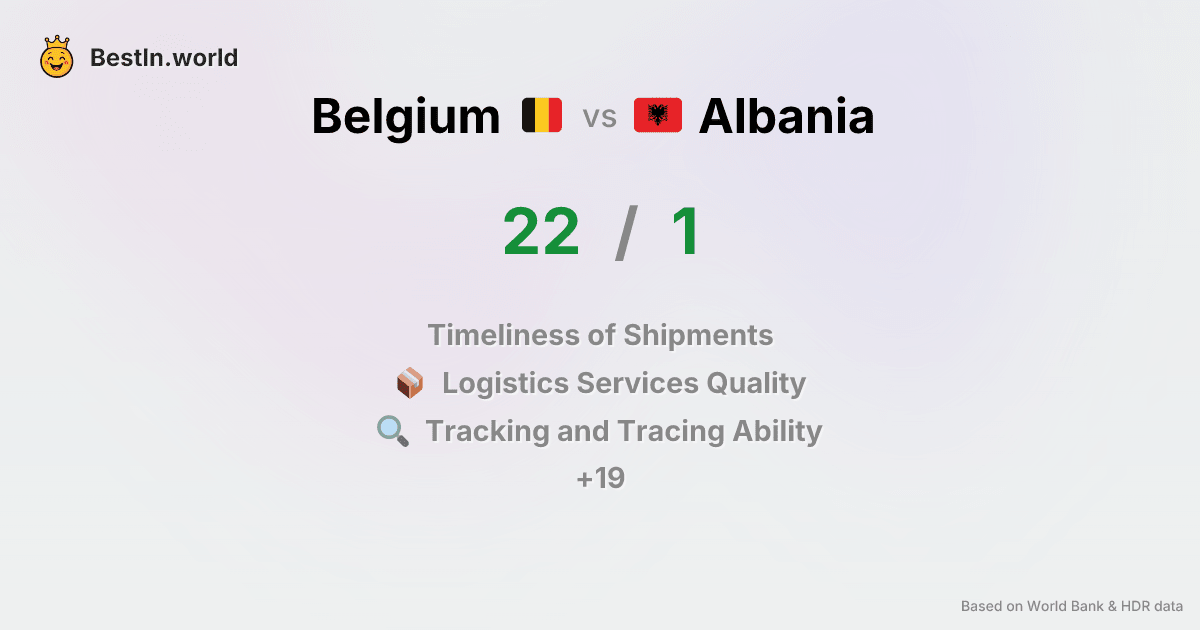 BestIn.world
Belgium vs Albania
22 / 1
Timeliness of Shipments
Logistics Services Quality
Tracking and Tracing Ability
+19
Based on World Bank & HDR data